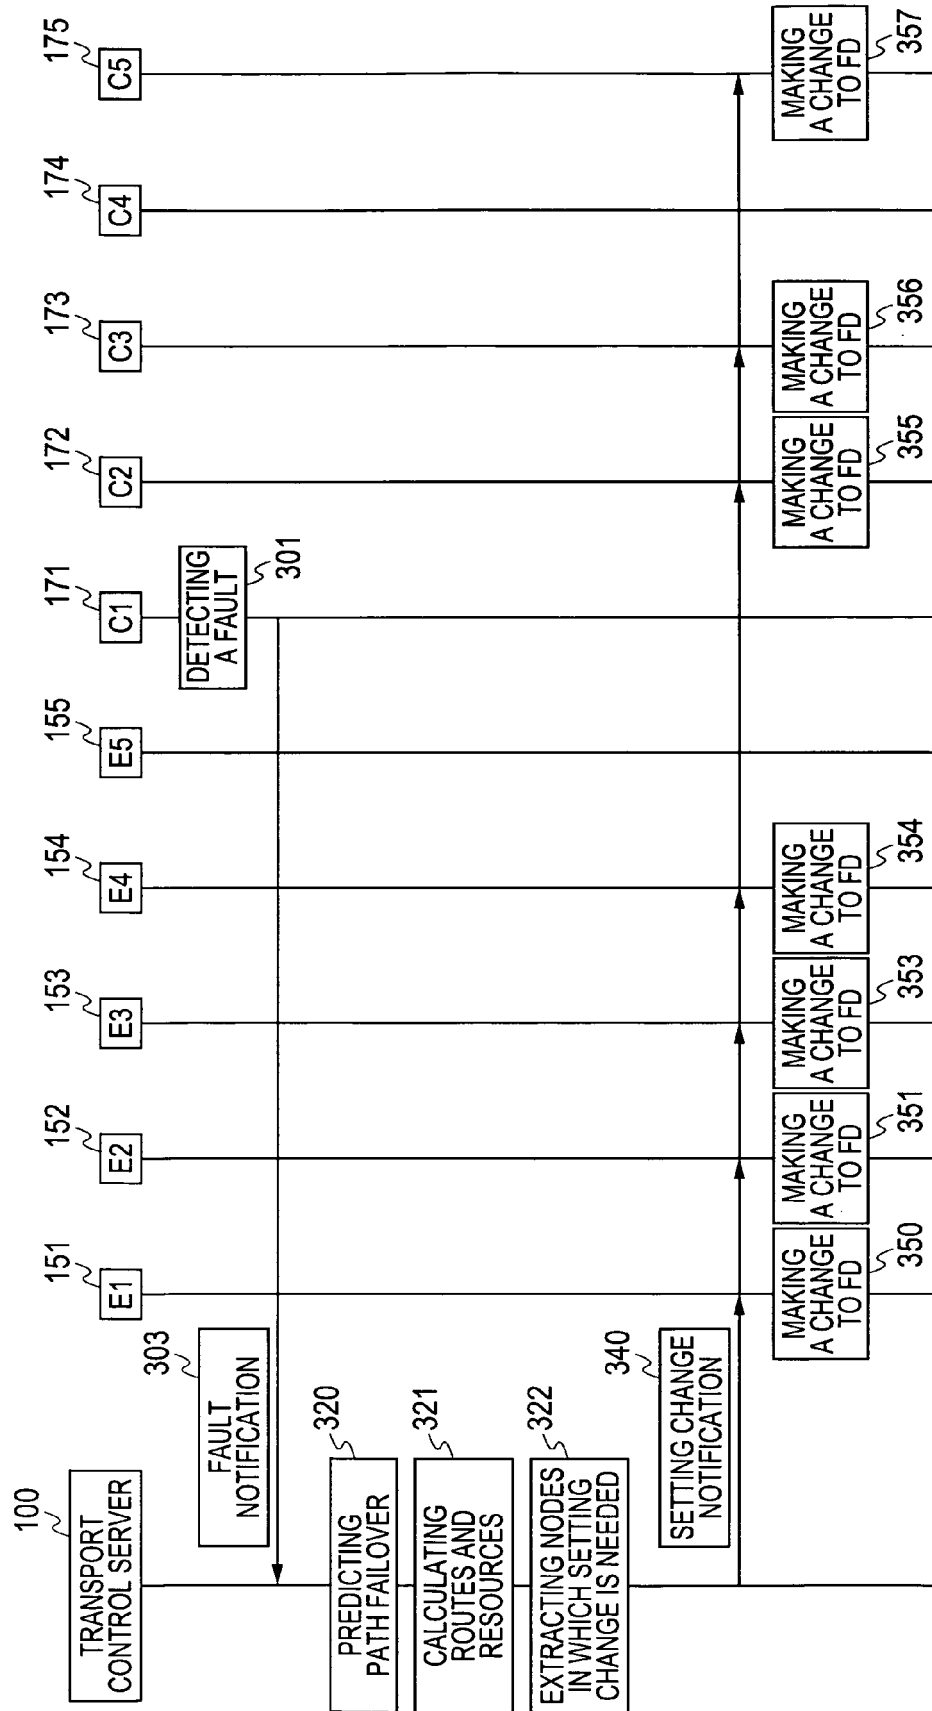 100
TRANSPORT
CONTROL SERVER
151
E1
152
E2
153
E3
154
E4
155
E5
171
C1
172
C2
173
C3
174
C4
175
C5
DETECTING
A FAULT
301
303
FAULT
NOTIFICATION
320
PREDICTING
PATH FAILOVER
321
CALCULATING
ROUTES AND
RESOURCES
322
EXTRACTING NODES
IN WHICH SETTING
CHANGE IS NEEDED
340
SETTING CHANGE
NOTIFICATION
MAKING
A CHANGE
TO FD
350
MAKING
A CHANGE
TO FD
351
MAKING
A CHANGE
TO FD
353
MAKING
A CHANGE
TO FD
354
MAKING
A CHANGE
TO FD
355
MAKING
A CHANGE
TO FD
356
MAKING
A CHANGE
TO FD
357